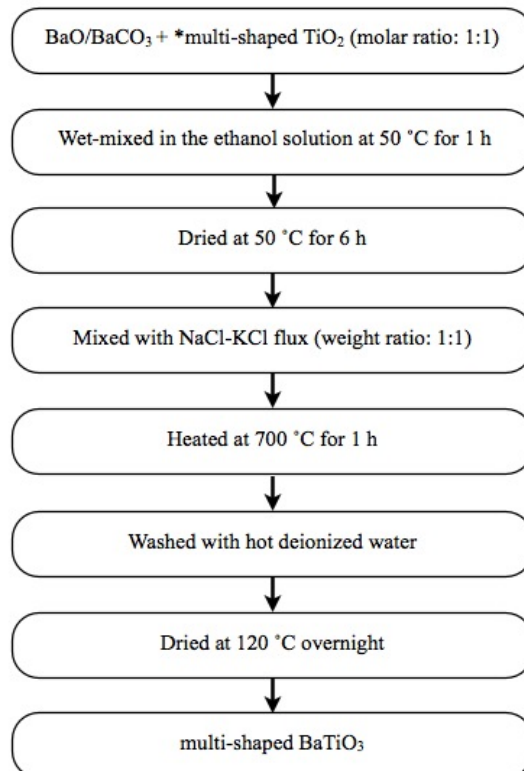 BaO/BaCO₃ + *multi-shaped TiO₂ (molar ratio: 1:1)
Wet-mixed in the ethanol solution at 50 ˚C for 1 h
Dried at 50 ˚C for 6 h
Mixed with NaCl-KCl flux (weight ratio: 1:1)
Heated at 700 ˚C for 1 h
Washed with hot deionized water
Dried at 120 ˚C overnight
multi-shaped BaTiO₃